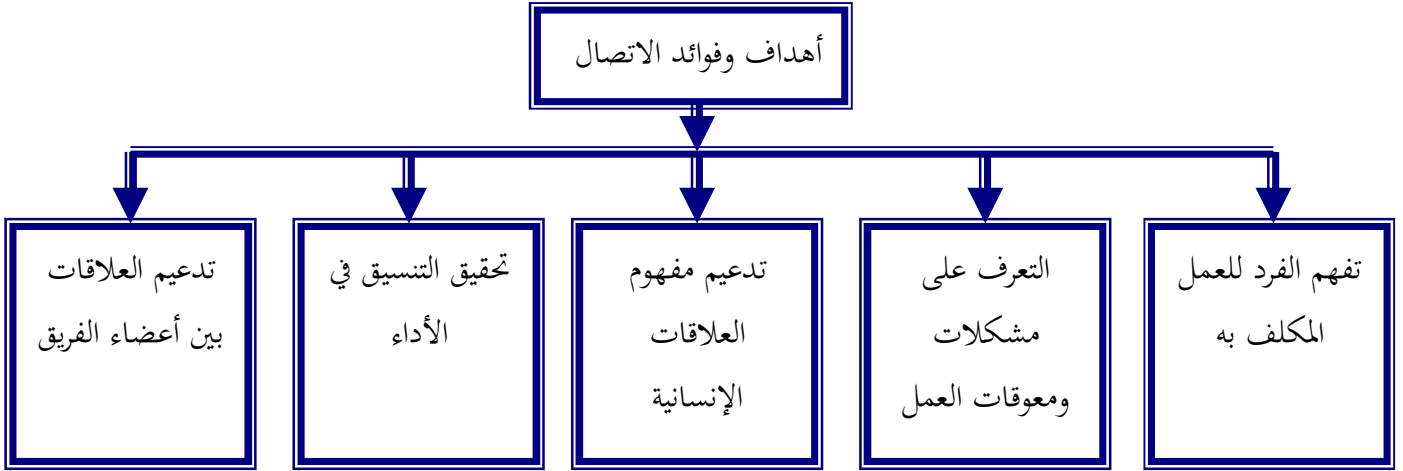 أهداف وفوائد الاتصال
تفهم الفرد للعمل
المكلف به
التعرف على
مشكلات
ومعوقات العمل
تدعيم مفهوم
العلاقات
الإنسانية
تحقيق التنسيق في
الأداء
تدعيم العلاقات
بين أعضاء الفريق